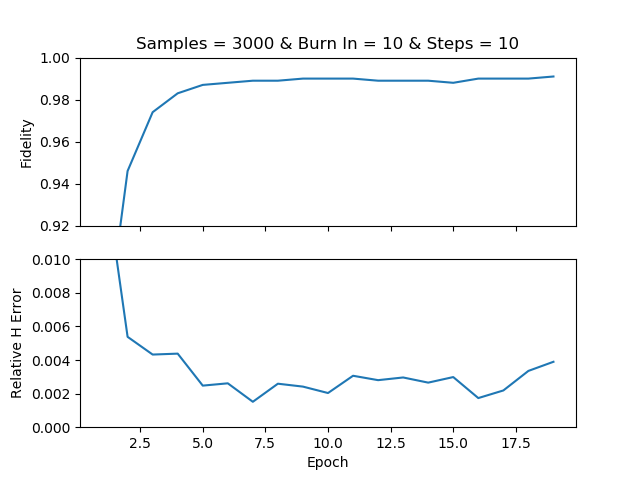 Samples = 3000 & Burn In = 10 & Steps = 10
1.00
0.98
0.96
0.94
0.92
Fidelity
0.010
0.008
0.006
0.004
0.002
0.000
Relative H Error
2.5 5.0 7.5 10.0 12.5 15.0 17.5
Epoch